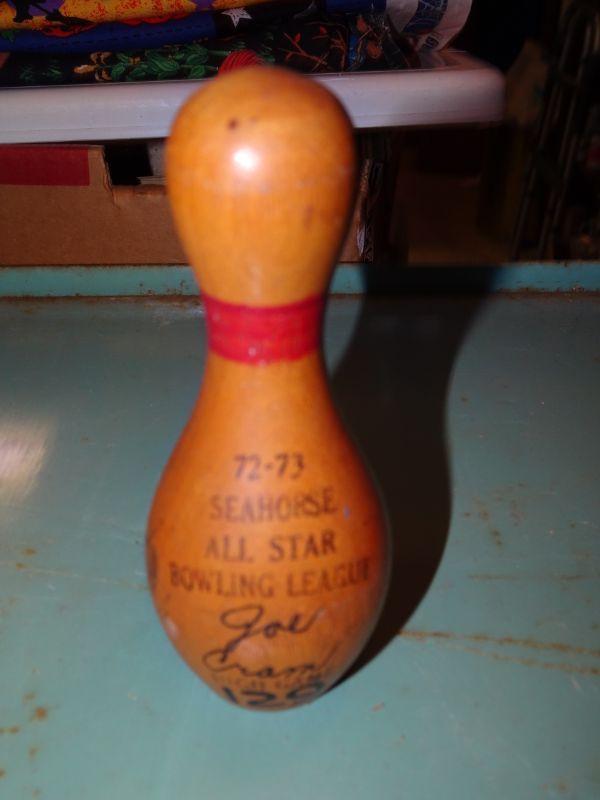 72-73
SEAHORSE
ALL STAR
BOWLING LEAGUE
Joe